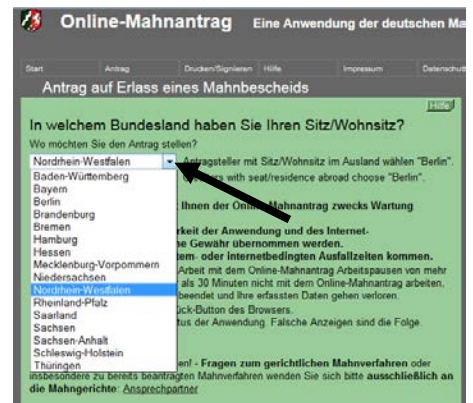 Online-Mahnantrag Eine Anwendung der deutschen Ma
Start Antrag Drucken/Signieren Hilfe Impressum Datenschutz
Antrag auf Erlass eines Mahnbescheids
Hilfe
In welchem Bundesland haben Sie Ihren Sitz/Wohnsitz?
Wo möchten Sie den Antrag stellen?
Nordrhein-Westfalen Antragsteller mit Sitz/Wohnsitz im Ausland wählen "Berlin".
Baden-Württemberg with seat/residence abroad choose "Berlin".
Bayern
Berlin Ihnen der Online-Mahnantrag zwecks Wartung
Brandenburg
Bremen rkeit der Anwendung und des Internet-
Hamburg e Gewähr übernommen werden.
Hessen tem- oder internetbedingten Ausfallzeiten kommen.
Mecklenburg-Vorpommern Arbeit mit dem Online-Mahnantrag Arbeitspausen von mehr
Niedersachsen als 30 Minuten nicht mit dem Online-Mahnantrag arbeiten,
Nordrhein-Westfalen beendet und Ihre erfassten Daten gehen verloren.
Rheinland-Pfalz ück-Button des Browsers.
Saarland tus der Anwendung. Falsche Anzeigen sind die Folge.
Sachsen
Sachsen-Anhalt
Schleswig-Holstein
Thüringen en! - Fragen zum gerichtlichen Mahnverfahren oder
insbesondere zu bereits beantragten Mahnverfahren wenden Sie sich bitte ausschließlich an
die Mahngerichte: Ansprechpartner